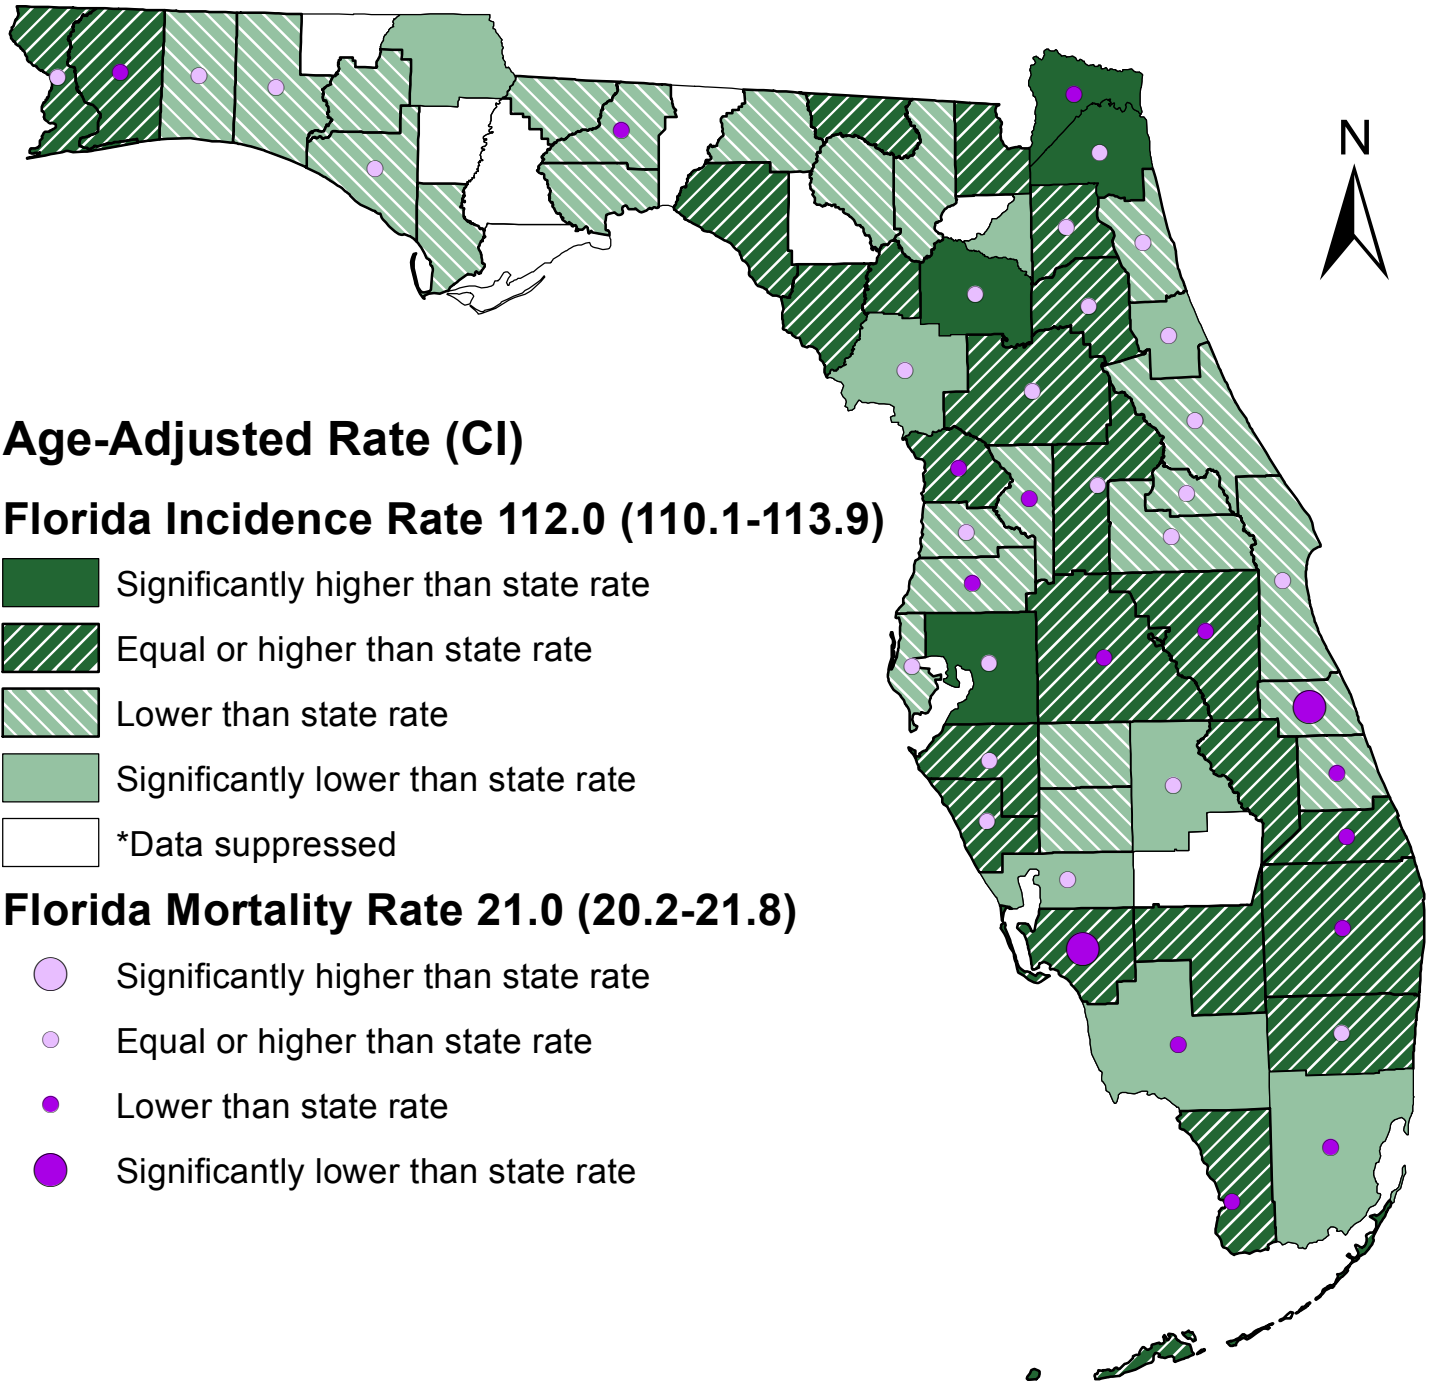 N
Age-Adjusted Rate (CI)
Florida Incidence Rate 112.0 (110.1-113.9)
Significantly higher than state rate
Equal or higher than state rate
Lower than state rate
Significantly lower than state rate
*Data suppressed
Florida Mortality Rate 21.0 (20.2-21.8)
Significantly higher than state rate
Equal or higher than state rate
Lower than state rate
Significantly lower than state rate